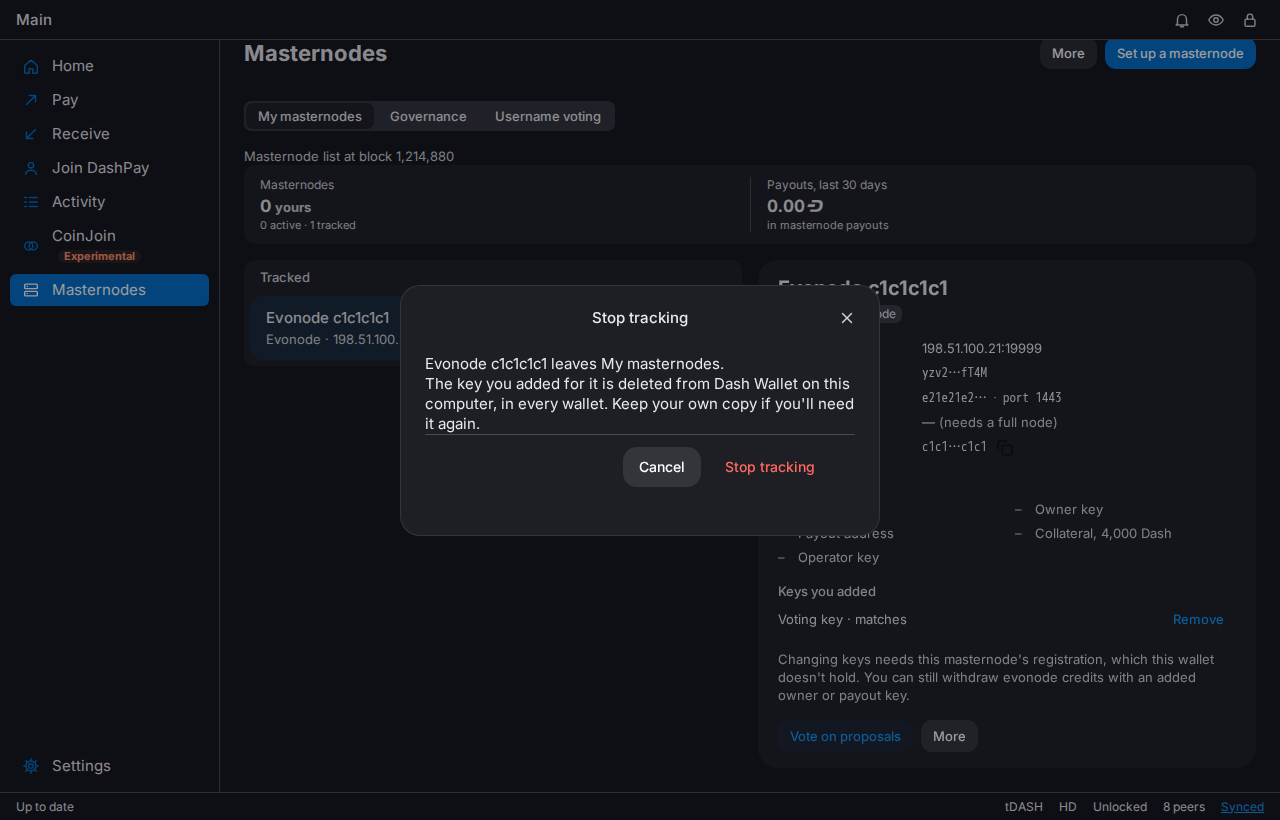 Main
Home
Pay
Receive
Join DashPay
Activity
CoinJoin
Experimental
Masternodes
Settings
Masternodes
More
Set up a masternode
My masternodes
Governance
Username voting
Masternode list at block 1,214,880
Masternodes
0 yours
0 active · 1 tracked
Payouts, last 30 days
0.00
in masternode payouts
Tracked
Evonode c1c1c1c1
Evonode · 198.51.100.
Stop tracking
Evonode c1c1c1c1 leaves My masternodes.
The key you added for it is deleted from Dash Wallet on this
computer, in every wallet. Keep your own copy if you'll need
it again.
Cancel
Stop tracking
Evonode c1c1c1c1
198.51.100.21:19999
yzv2…fT4M
e21e21e2… · port 1443
— (needs a full node)
c1c1…c1c1
– Owner key
Payout address
– Collateral, 4,000 Dash
– Operator key
Keys you added
Voting key · matches
Remove
Changing keys needs this masternode's registration, which this wallet
doesn't hold. You can still withdraw evonode credits with an added
owner or payout key.
Vote on proposals
More
Up to date
tDASH
HD
Unlocked
8 peers
Synced